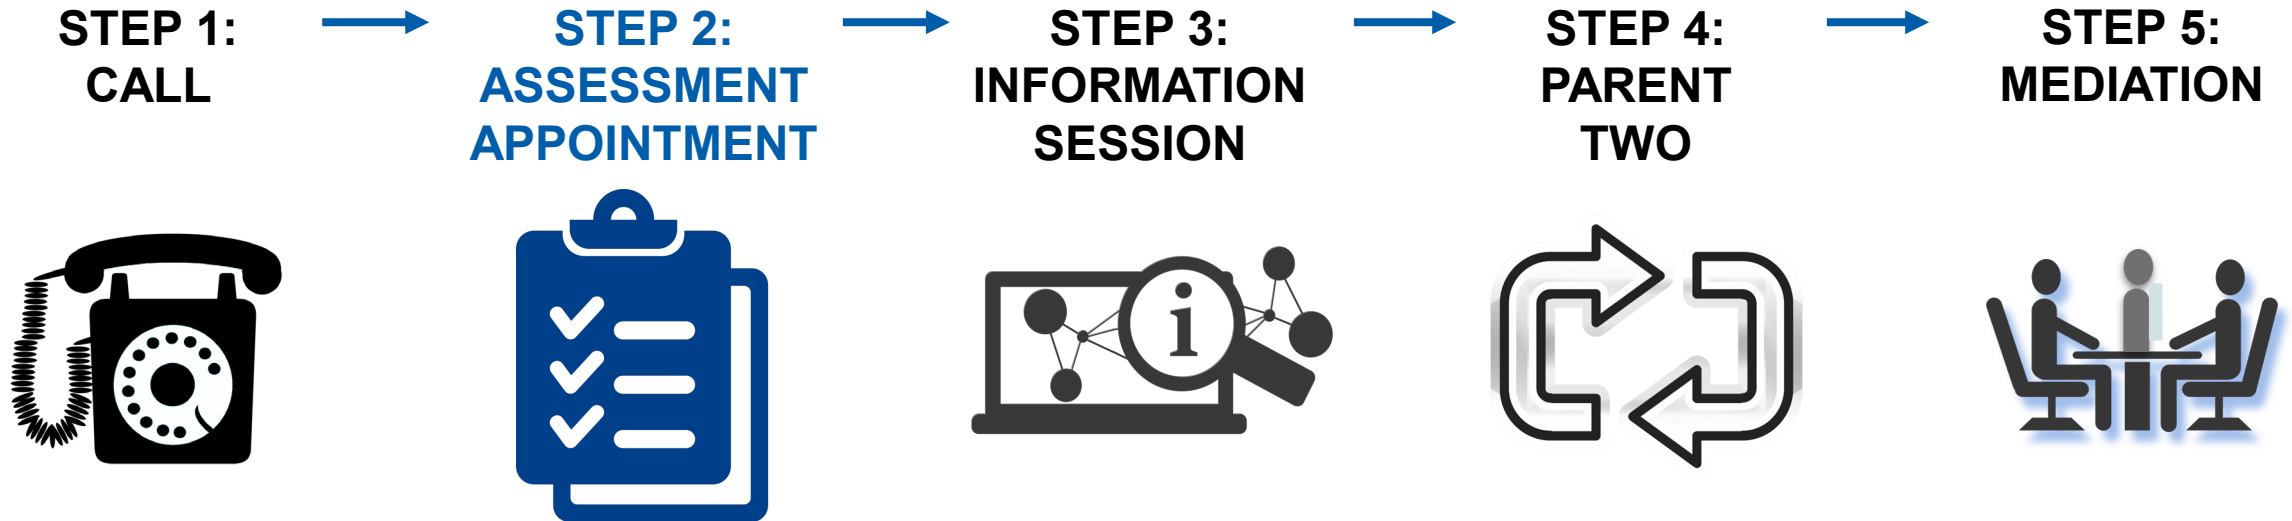 STEP 1:
CALL
STEP 2:
ASSESSMENT
APPOINTMENT
STEP 3:
INFORMATION
SESSION
STEP 4:
PARENT
TWO
STEP 5:
MEDIATION
i